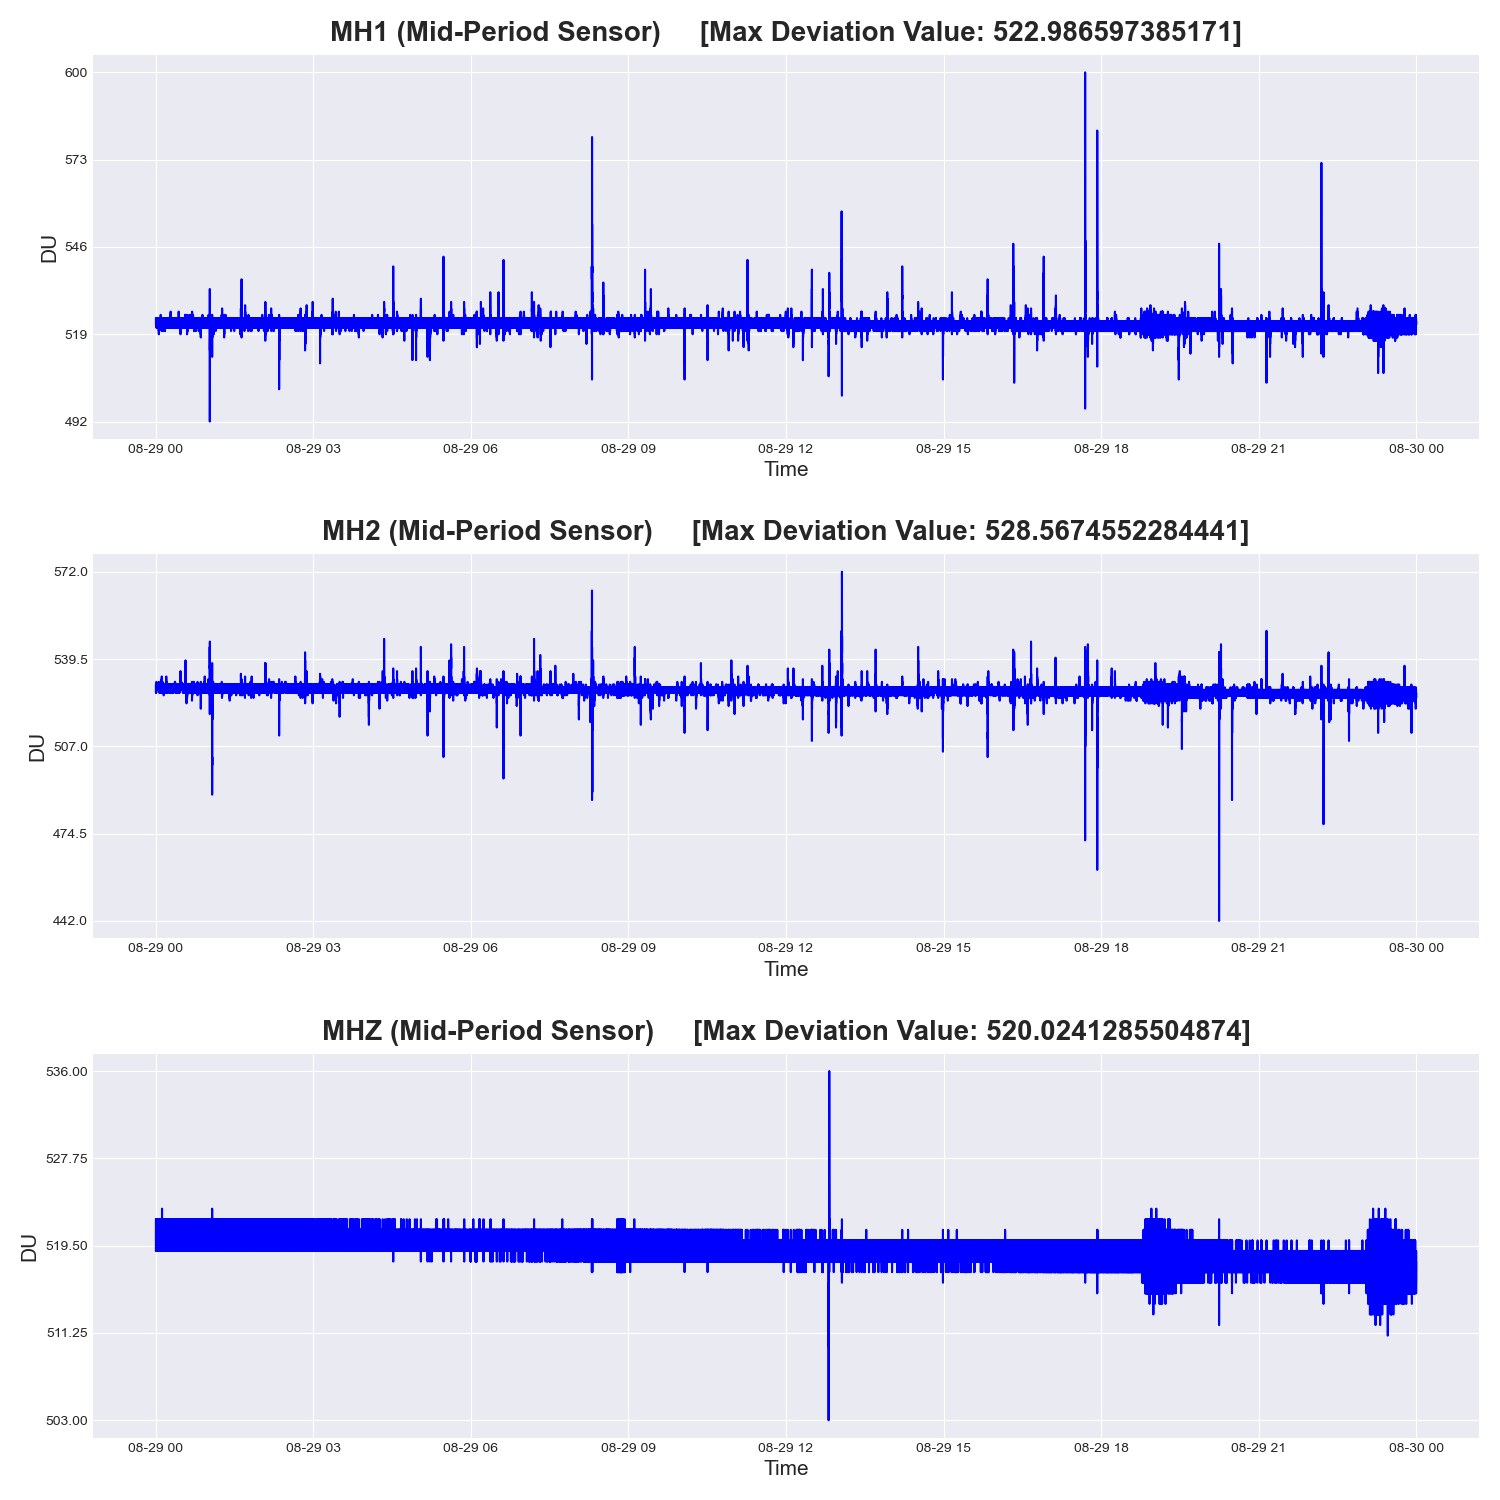 MH1 (Mid-Period Sensor) [Max Deviation Value: 522.986597385171]
600
573
546
519
492
DU
08-29 00 08-29 03 08-29 06 08-29 09 08-29 12 08-29 15 08-29 18 08-29 21 08-30 00
Time
MH2 (Mid-Period Sensor) [Max Deviation Value: 528.5674552284441]
572.0
539.5
507.0
474.5
442.0
DU
08-29 00 08-29 03 08-29 06 08-29 09 08-29 12 08-29 15 08-29 18 08-29 21 08-30 00
Time
MHZ (Mid-Period Sensor) [Max Deviation Value: 520.0241285504874]
536.00
527.75
519.50
511.25
503.00
DU
08-29 00 08-29 03 08-29 06 08-29 09 08-29 12 08-29 15 08-29 18 08-29 21 08-30 00
Time